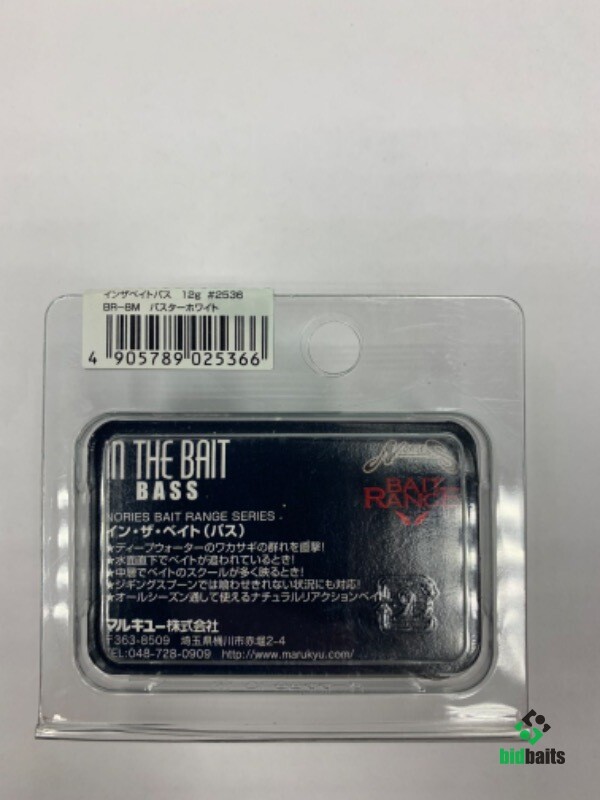 インザベイトバス 12g #2536
BR-8M バスターホワイト
4 905789 025366
IN THE BAIT
BASS
Nories
BAIT
RANGE
NORIES BAIT RANGE SERIES
イン・ザ・ベイト(バス)
★ディープウォーターのワカサギの群れを直撃!
★水面直下でベイトが追われているとき!
★中層でベイトのスクールが多く映るとき!
★ジギングスプーンでは喰わせきれない状況にも対応!
★オールシーズン通して使えるナチュラルリアクションベイト
マルキユー株式会社
〒363-8509 埼玉県桶川市赤堀2-4
TEL:048-728-0909 http://www.marukyu.com/
bidbaits